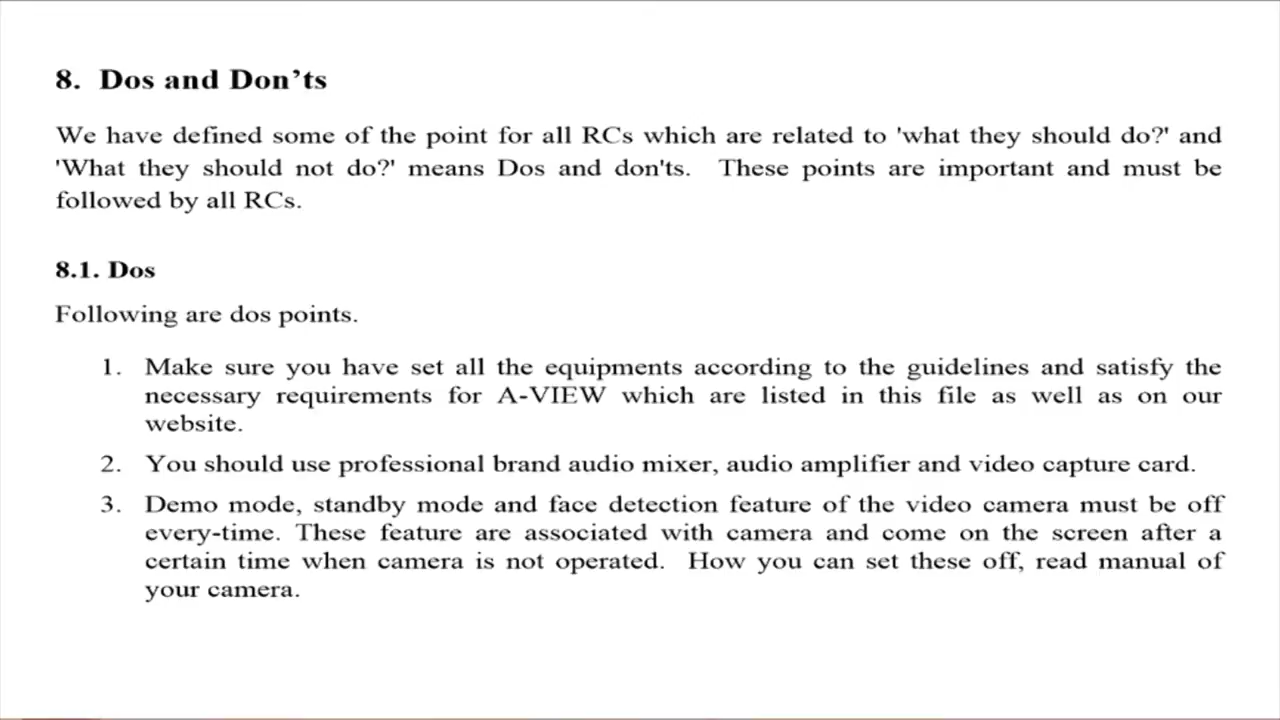 8. Dos and Don’ts
We have defined some of the point for all RCs which are related to 'what they should do?' and
'What they should not do?' means Dos and don'ts. These points are important and must be
followed by all RCs.
8.1. Dos
Following are dos points.
1. Make sure you have set all the equipments according to the guidelines and satisfy the
necessary requirements for A-VIEW which are listed in this file as well as on our
website.
2. You should use professional brand audio mixer, audio amplifier and video capture card.
3. Demo mode, standby mode and face detection feature of the video camera must be off
every-time. These feature are associated with camera and come on the screen after a
certain time when camera is not operated. How you can set these off, read manual of
your camera.